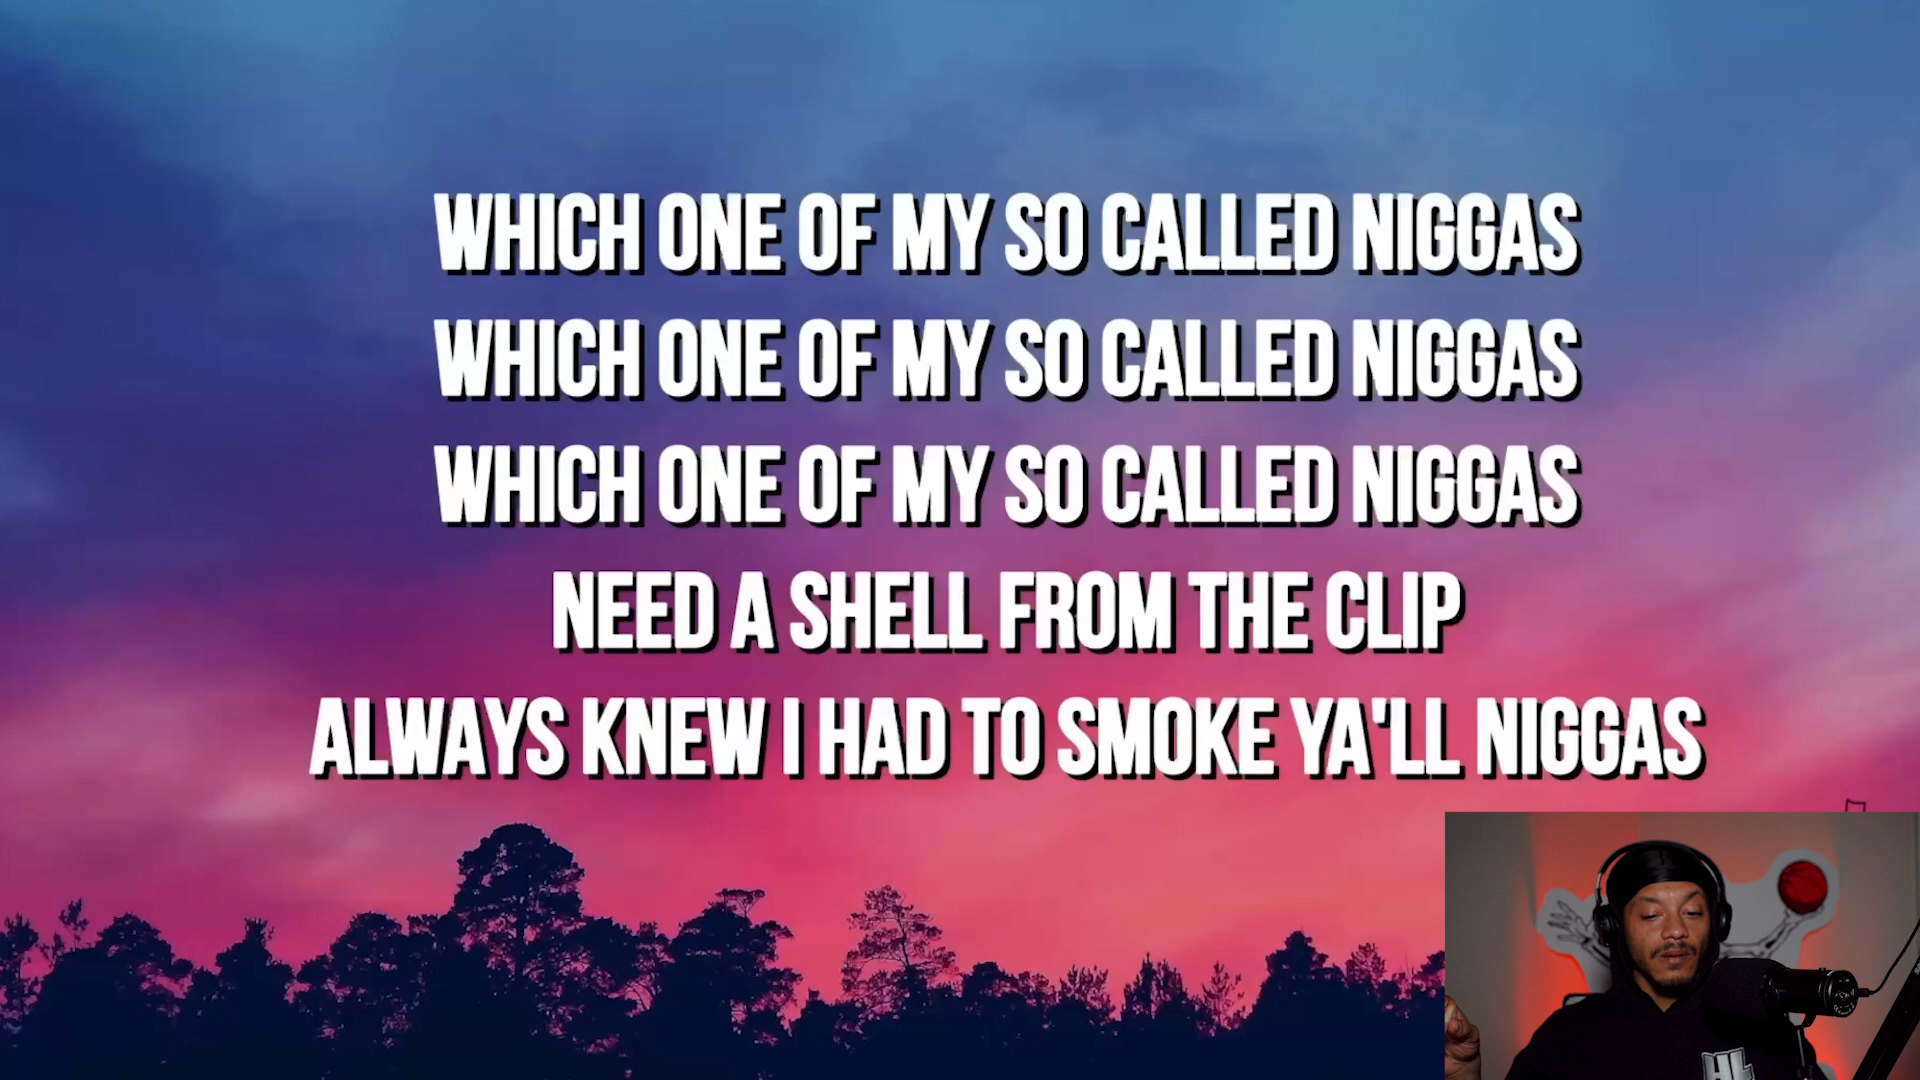 WHICH ONE OF MY SO CALLED NIGGAS
WHICH ONE OF MY SO CALLED NIGGAS
WHICH ONE OF MY SO CALLED NIGGAS
NEED A SHELL FROM THE CLIP
ALWAYS KNEW I HAD TO SMOKE YA'LL NIGGAS